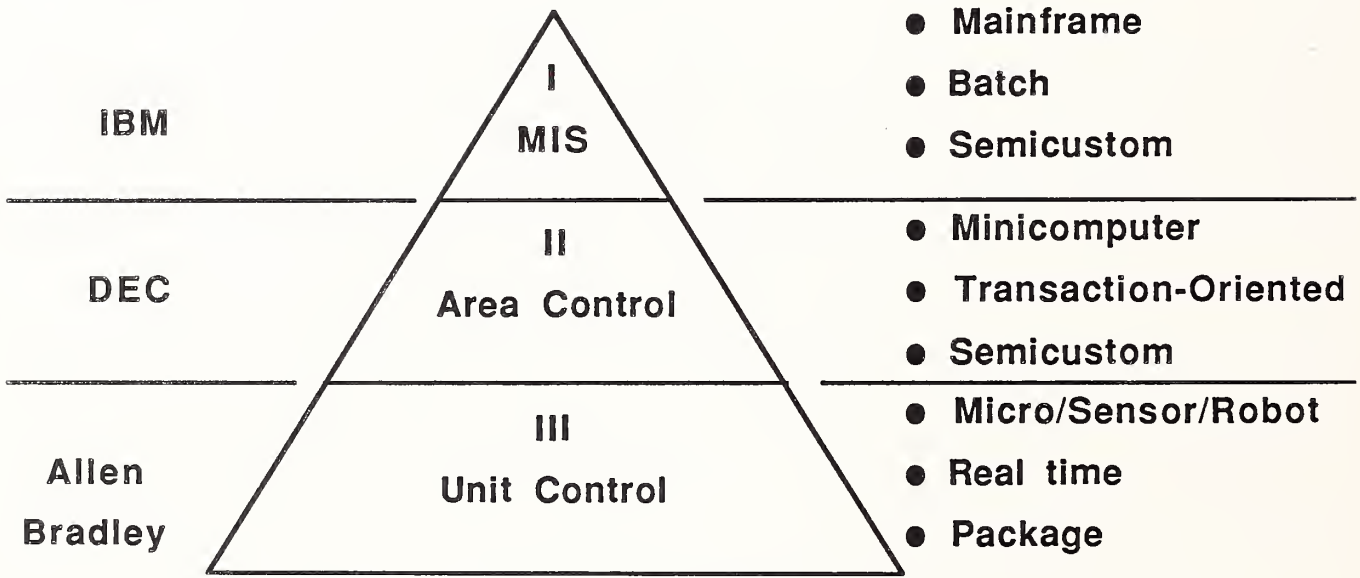 IBM
I
MIS
● Mainframe
● Batch
● Semicustom
DEC
II
Area Control
● Minicomputer
● Transaction-Oriented
● Semicustom
Allen
Bradley
III
Unit Control
● Micro/Sensor/Robot
● Real time
● Package